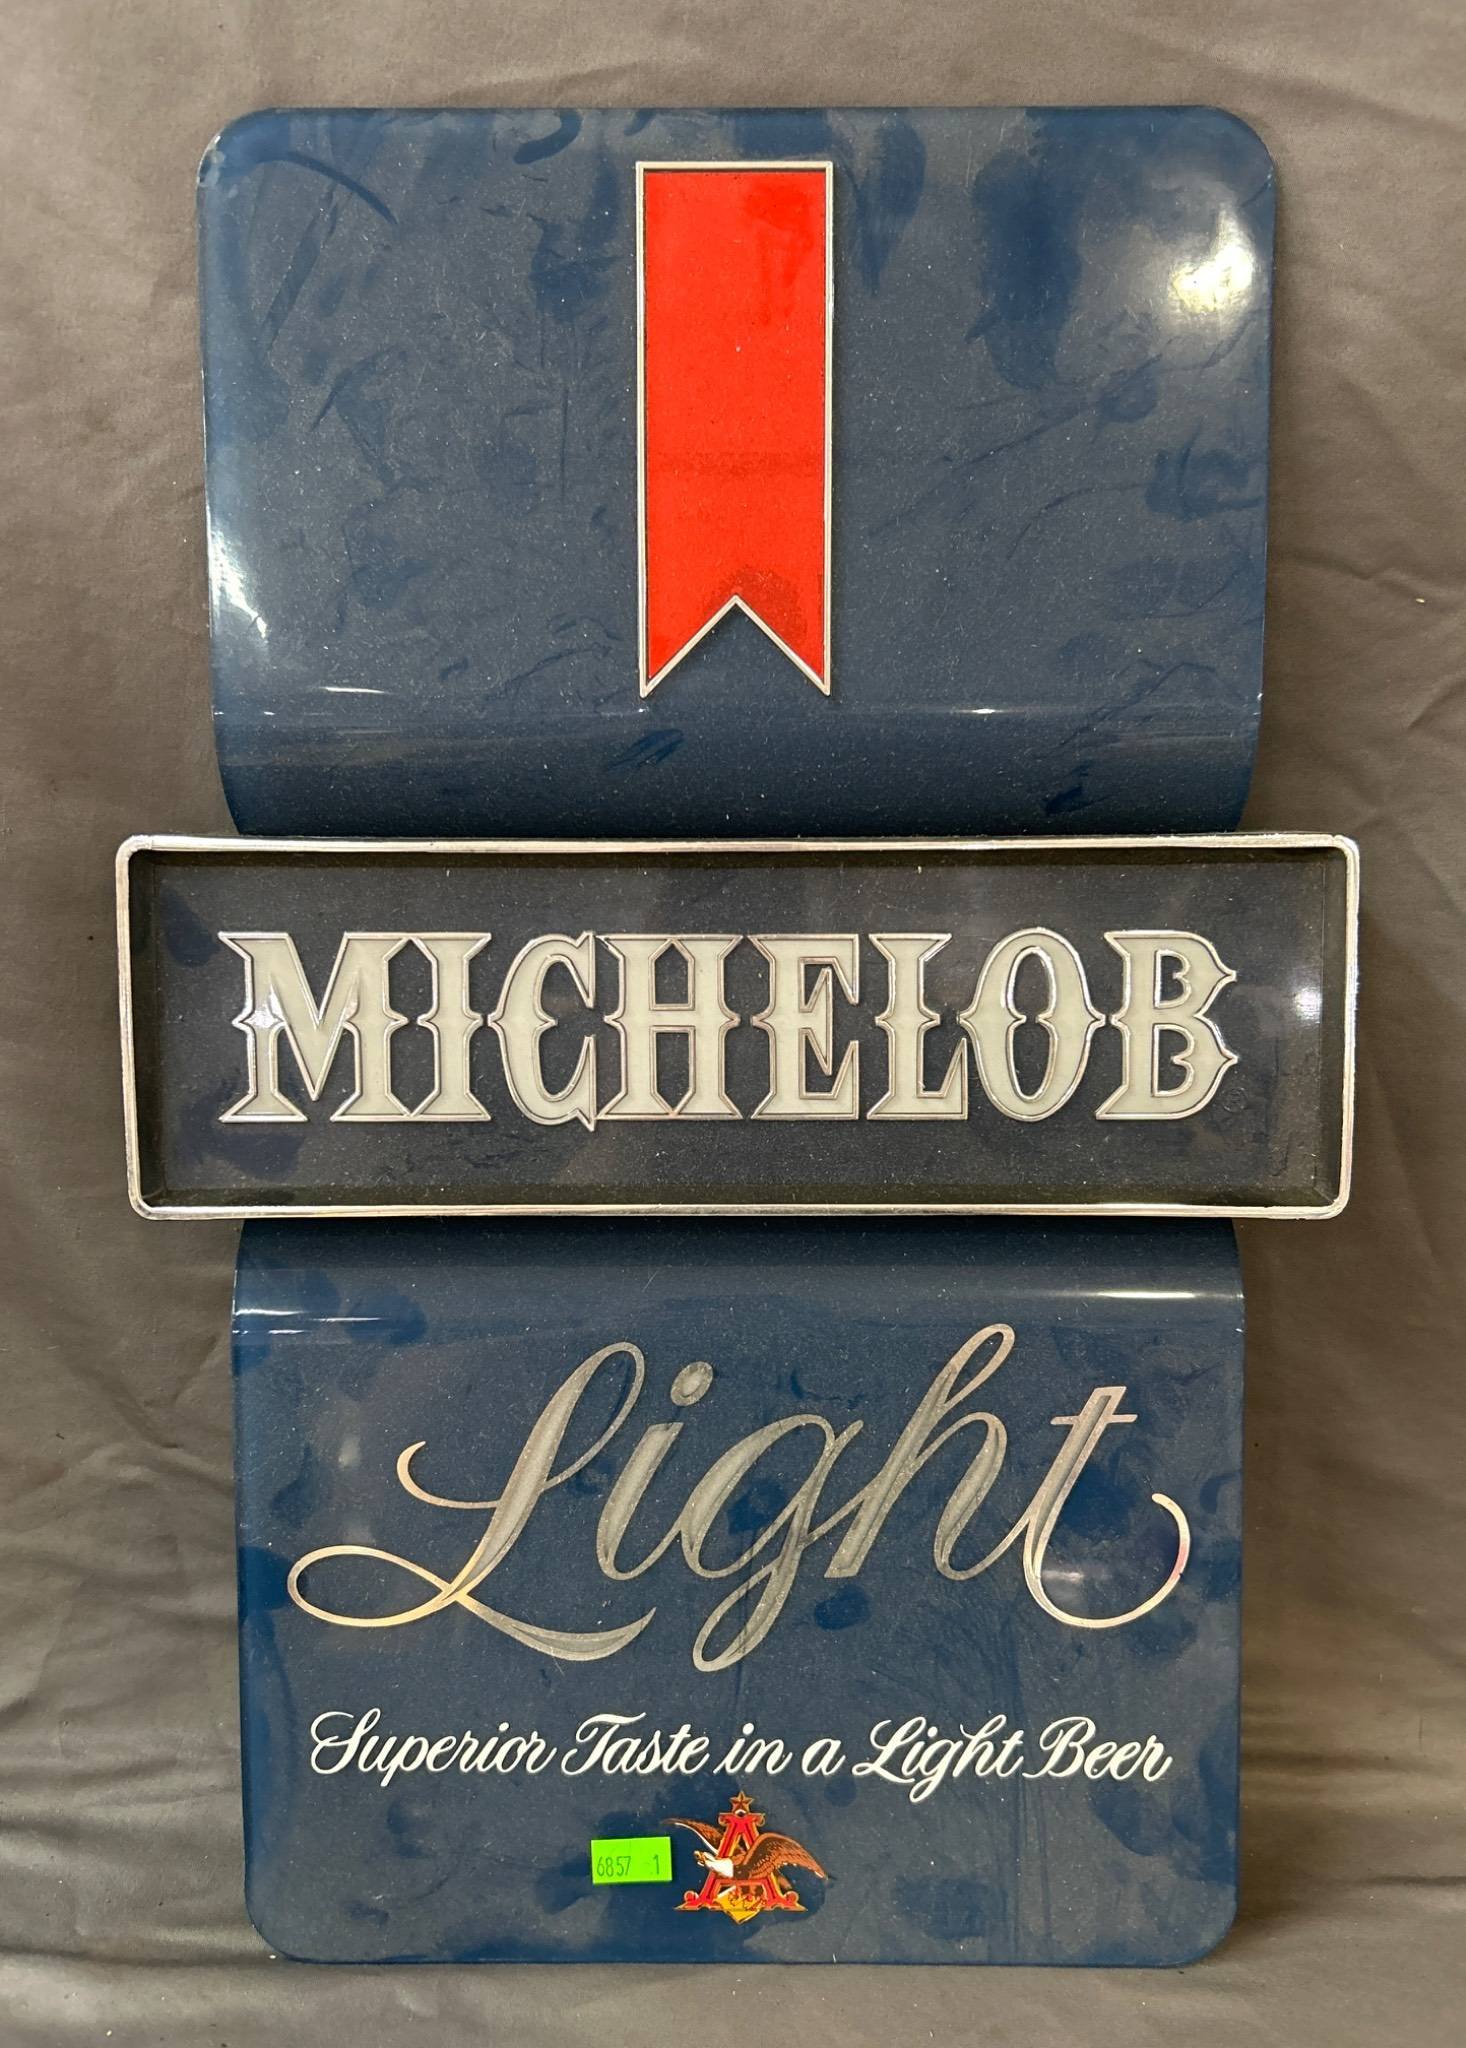 MICHELOB
®
Light
Superior Taste in a Light Beer
A
6857 1